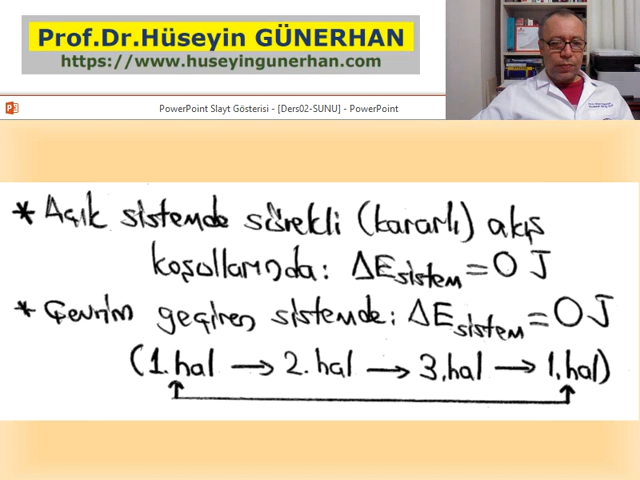 Prof.Dr.Hüseyin GÜNERHAN
https://www.huseyingunerhan.com
PowerPoint Slayt Gösterisi - [Ders02-SUNU] - PowerPoint
* Açık sistemde sürekli (kararlı) akış
koşullarında: ΔEsistem = 0 J
* Çevrim geçiren sistemde: ΔEsistem = 0 J
(1. hal → 2. hal → 3. hal → 1. hal)